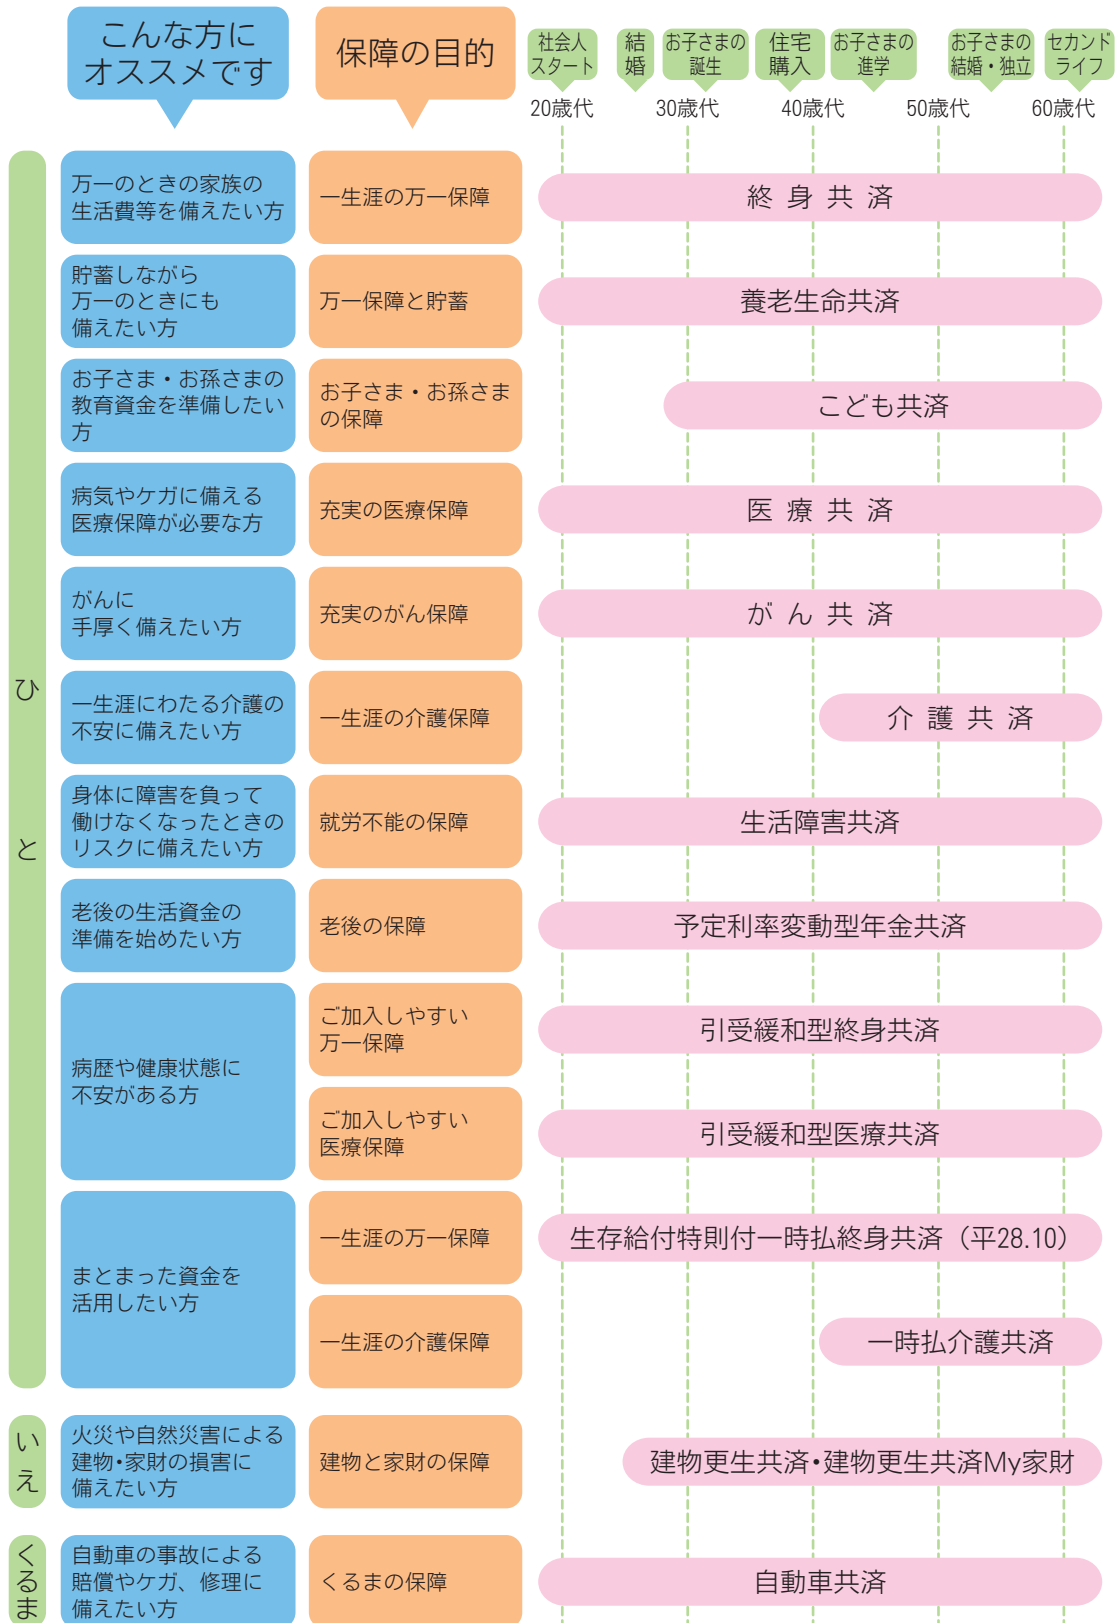 こんな方に
オススメです
保障の目的
社会人
スタート
結
婚
お子さまの
誕生
住宅
購入
お子さまの
進学
お子さまの
結婚・独立
セカンド
ライフ
20歳代
30歳代
40歳代
50歳代
60歳代
ひと
万一のときの家族の
生活費等を備えたい方
一生涯の万一保障
終身共済
貯蓄しながら
万一のときにも
備えたい方
万一保障と貯蓄
養老生命共済
お子さま・お孫さまの
教育資金を準備したい
方
お子さま・お孫さま
の保障
こども共済
病気やケガに備える
医療保障が必要な方
充実の医療保障
医療共済
がんに
手厚く備えたい方
充実のがん保障
がん共済
一生涯にわたる介護の
不安に備えたい方
一生涯の介護保障
介護共済
身体に障害を負って
働けなくなったときの
リスクに備えたい方
就労不能の保障
生活障害共済
老後の生活資金の
準備を始めたい方
老後の保障
予定利率変動型年金共済
病歴や健康状態に
不安がある方
ご加入しやすい
万一保障
引受緩和型終身共済
ご加入しやすい
医療保障
引受緩和型医療共済
まとまった資金を
活用したい方
一生涯の万一保障
生存給付特則付一時払終身共済（平28.10）
一生涯の介護保障
一時払介護共済
いえ
火災や自然災害による
建物・家財の損害に
備えたい方
建物と家財の保障
建物更生共済・建物更生共済My家財
くるま
自動車の事故による
賠償やケガ、修理に
備えたい方
くるまの保障
自動車共済